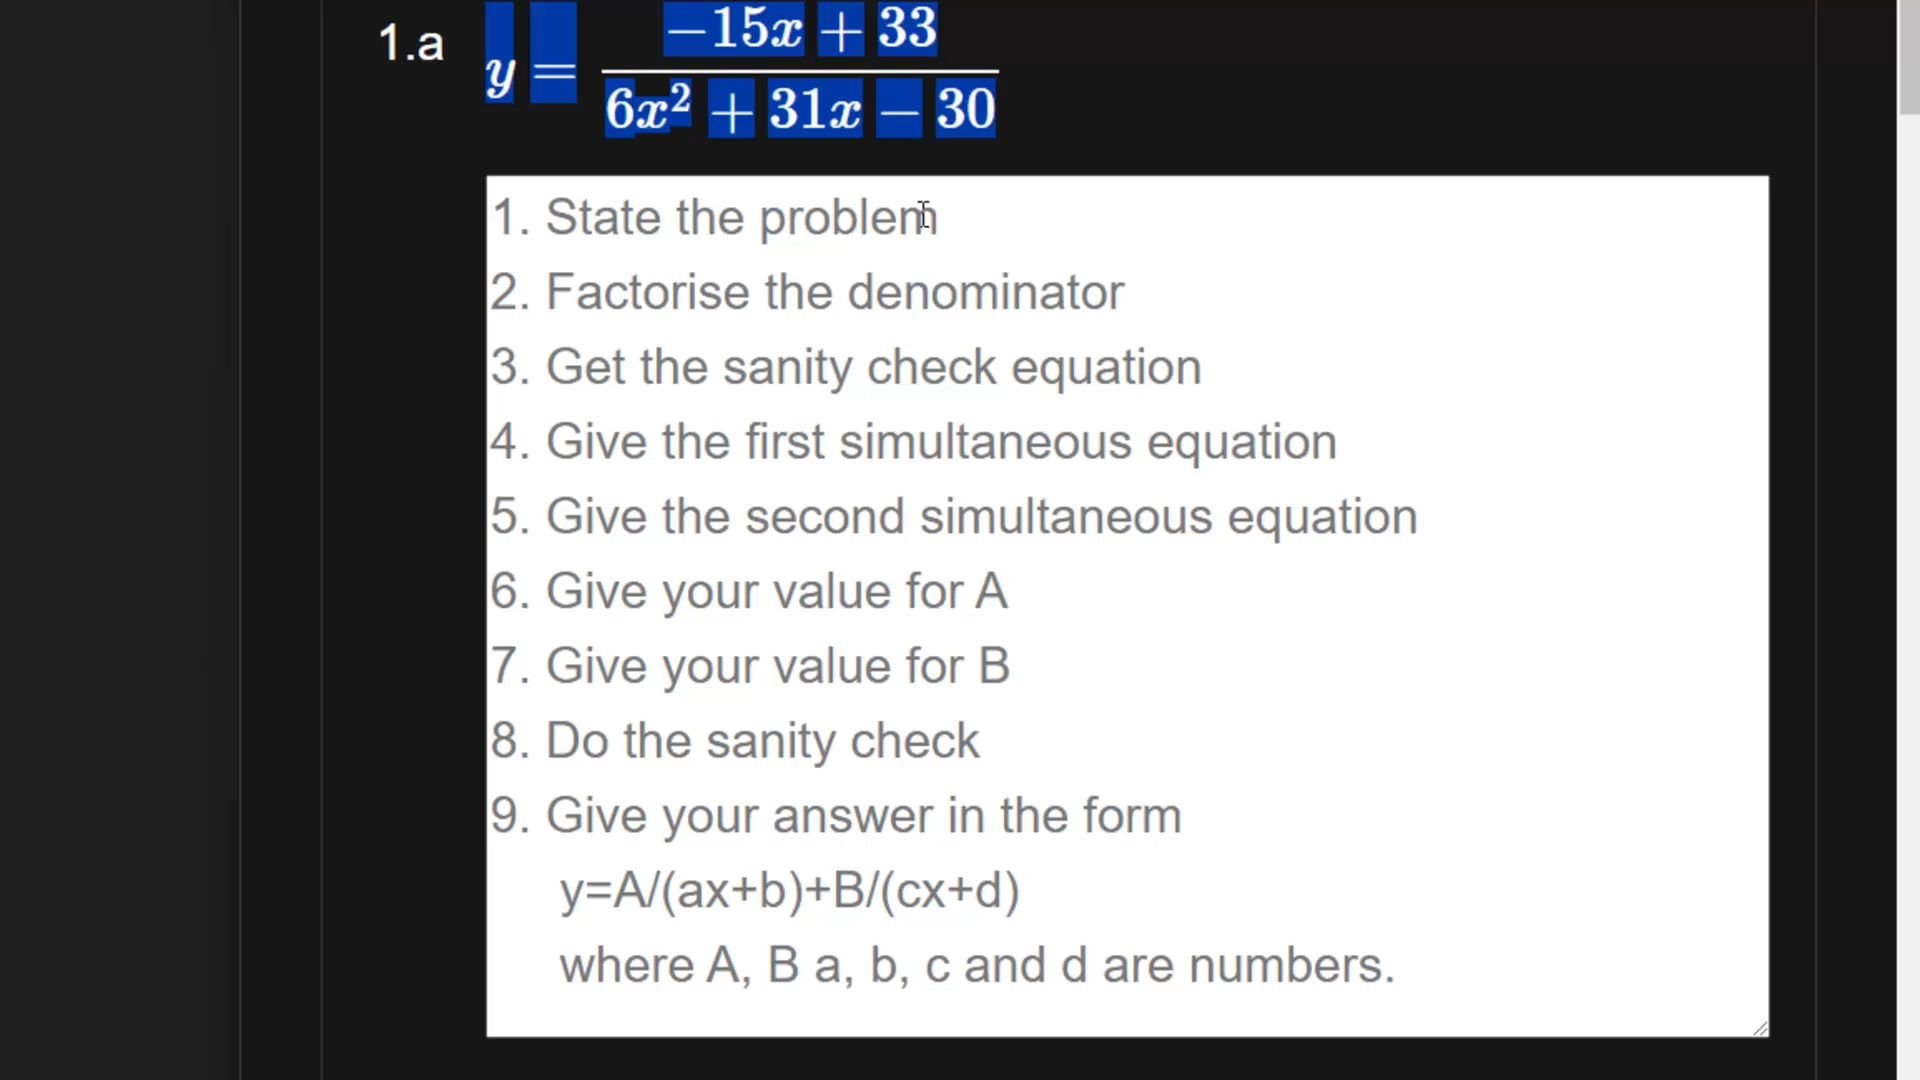 1.a y = −15x + 33 / 6x² + 31x − 30
1. State the problem
2. Factorise the denominator
3. Get the sanity check equation
4. Give the first simultaneous equation
5. Give the second simultaneous equation
6. Give your value for A
7. Give your value for B
8. Do the sanity check
9. Give your answer in the form
y=A/(ax+b)+B/(cx+d)
where A, B a, b, c and d are numbers.